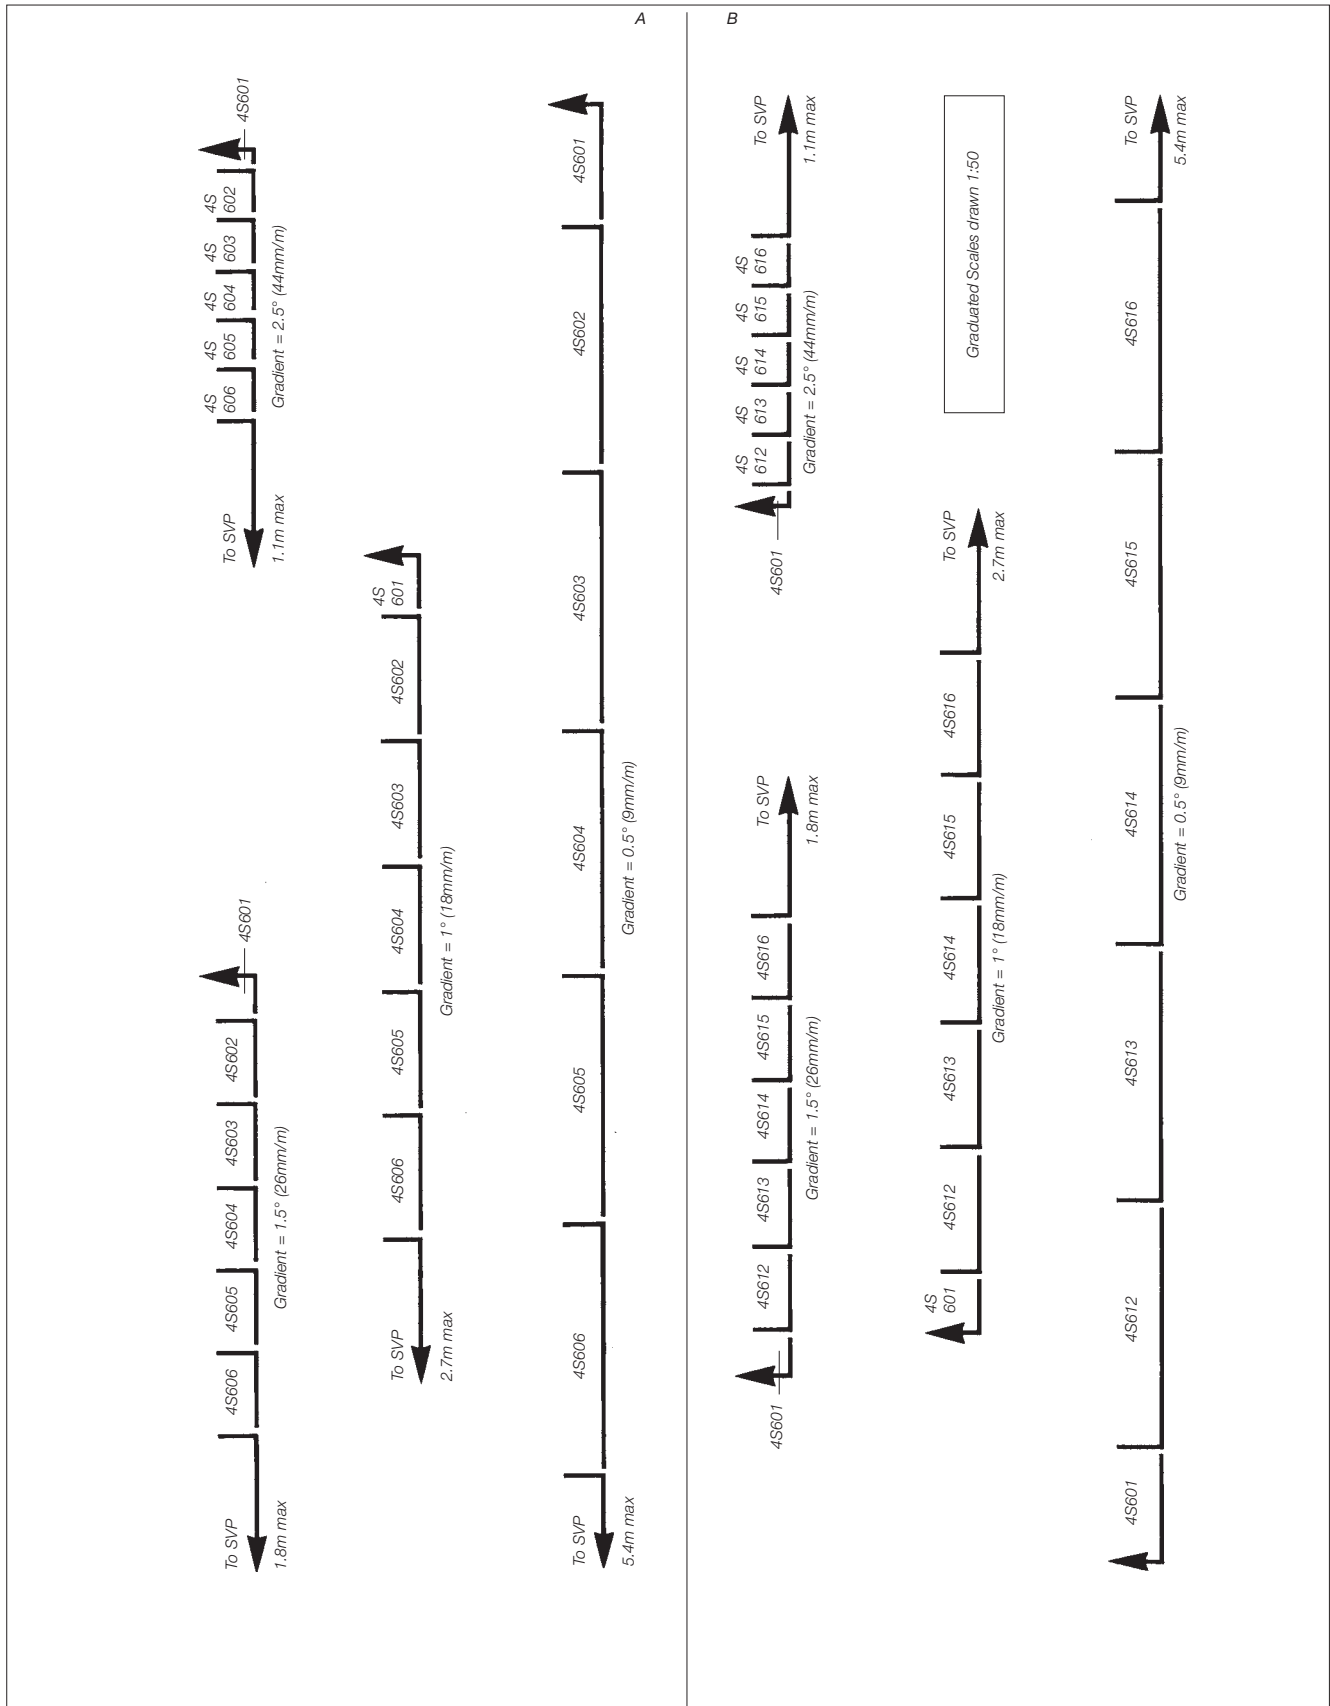 A
4S601
4S
602
4S
603
4S
604
4S
605
4S
606
Gradient = 2.5° (44mm/m)
To SVP
1.1m max
4S601
4S602
4S603
4S604
4S605
4S606
Gradient = 1.5° (26mm/m)
To SVP
1.8m max
4S
601
4S602
4S603
4S604
4S605
4S606
Gradient = 1° (18mm/m)
To SVP
2.7m max
4S601
4S602
4S603
4S604
4S605
4S606
Gradient = 0.5° (9mm/m)
To SVP
5.4m max
B
To SVP
1.1m max
4S
616
4S
615
4S
614
4S
613
4S
612
4S601
Gradient = 2.5° (44mm/m)
To SVP
1.8m max
4S616
4S615
4S614
4S613
4S612
4S601
Gradient = 1.5° (26mm/m)
Graduated Scales drawn 1:50
To SVP
2.7m max
4S616
4S615
4S614
4S613
4S612
4S
601
Gradient = 1° (18mm/m)
To SVP
5.4m max
4S616
4S615
4S614
4S613
4S612
4S601
Gradient = 0.5° (9mm/m)